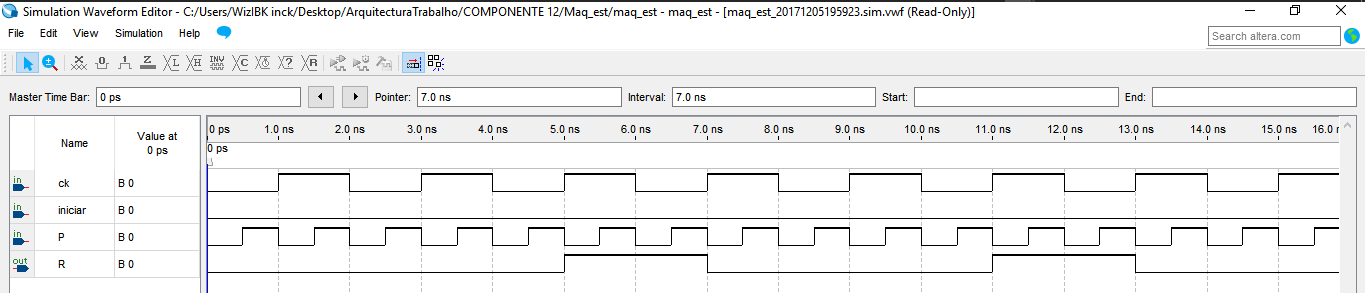 Simulation Waveform Editor - C:/Users/WizIBK inck/Desktop/ArquitecturaTrabalho/COMPONENTE 12/Maq_est/maq_est - maq_est - [maq_est_20171205195923.sim.vwf (Read-Only)]
File Edit View Simulation Help
Search altera.com
Master Time Bar: 0 ps Pointer: 7.0 ns Interval: 7.0 ns Start: End:
Name Value at 0 ps
0 ps 1.0 ns 2.0 ns 3.0 ns 4.0 ns 5.0 ns 6.0 ns 7.0 ns 8.0 ns 9.0 ns 10.0 ns 11.0 ns 12.0 ns 13.0 ns 14.0 ns 15.0 ns 16.0 n
0 ps
in ck B 0
in iniciar B 0
in P B 0
out R B 0